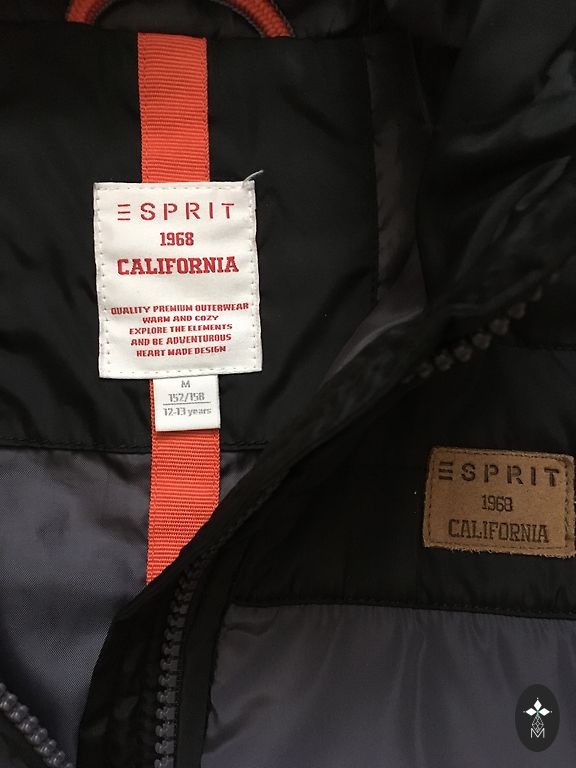 ESPRIT
1968
CALIFORNIA
QUALITY PREMIUM OUTERWEAR
WARM AND COZY
EXPLORE THE ELEMENTS
AND BE ADVENTUROUS
HEART MADE DESIGN
M
152/158
12-13 years
ESPRIT
1968
CALIFORNIA
M